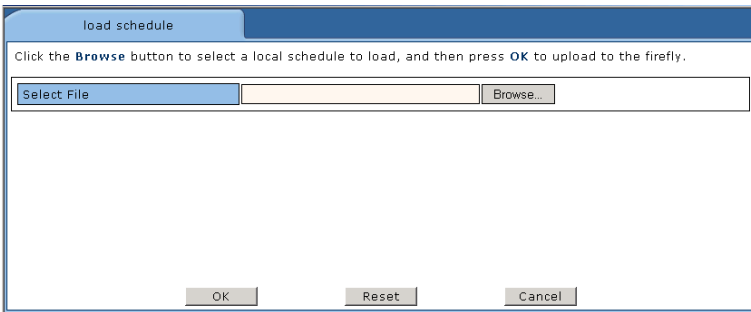 load schedule
Click the Browse button to select a local schedule to load, and then press OK to upload to the firefly.
Select File Browse...
OK Reset Cancel